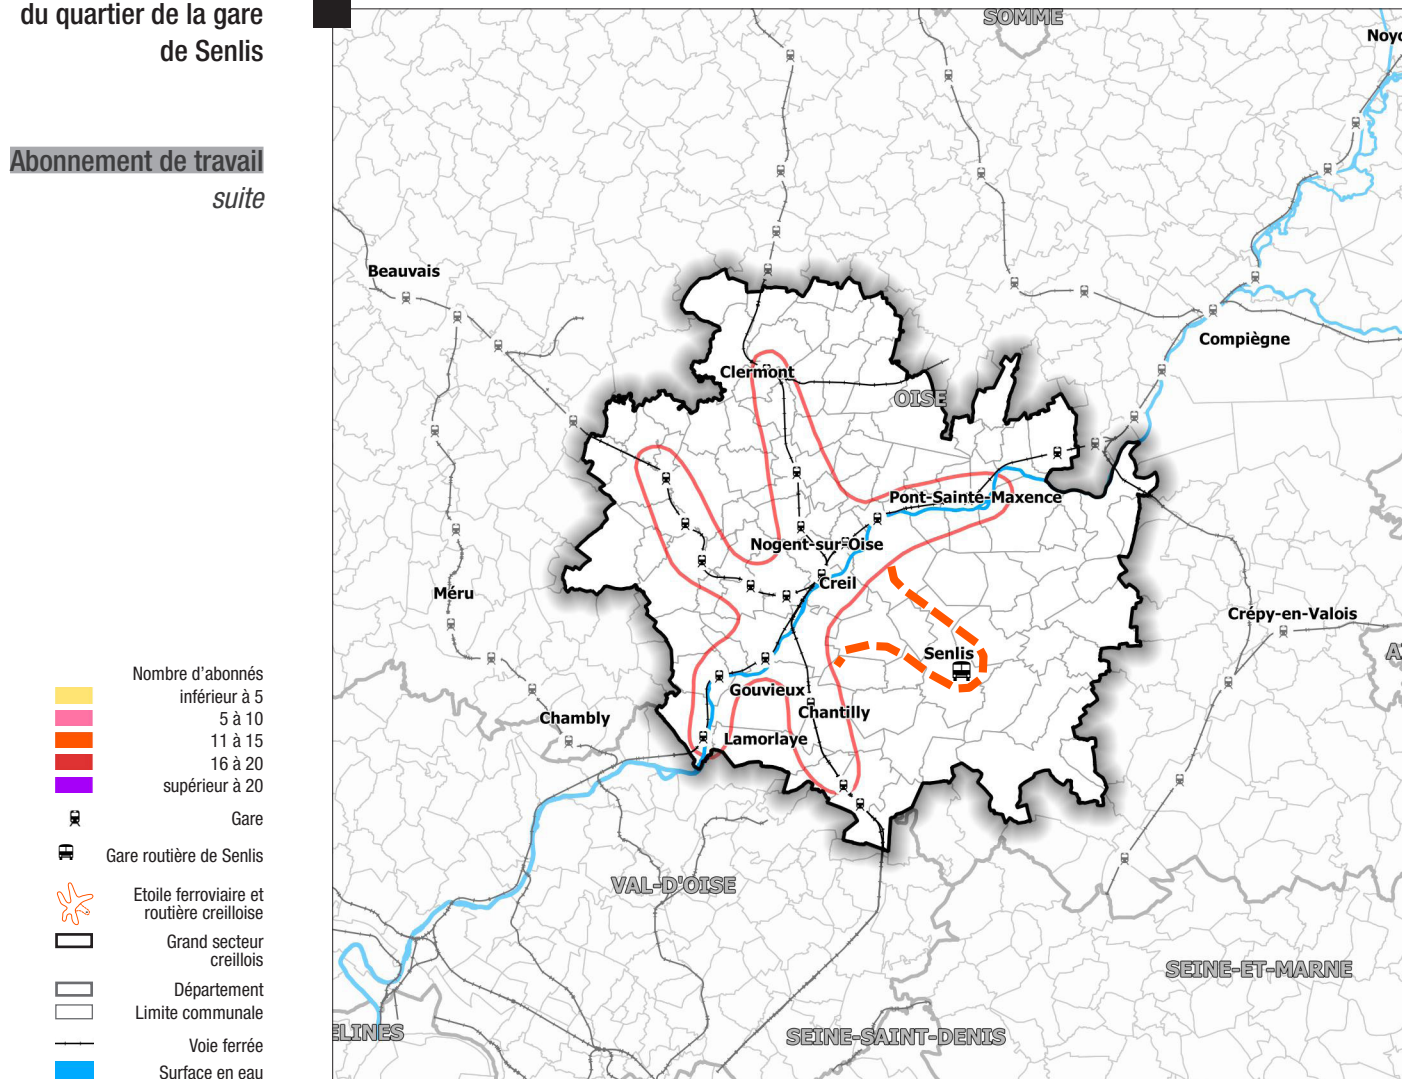 du quartier de la gare
de Senlis
Abonnement de travail
suite
Nombre d'abonnés
inférieur à 5
5 à 10
11 à 15
16 à 20
supérieur à 20
Gare
Gare routière de Senlis
Etoile ferroviaire et
routière creilloise
Grand secteur
creillois
Département
Limite communale
Voie ferrée
Surface en eau
SOMME
Noyo
Beauvais
Compiègne
Clermont
OISE
Pont-Sainte-Maxence
Nogent-sur-Oise
Creil
Méru
Crépy-en-Valois
Senlis
Gouvieux
Chantilly
Chambly
Lamorlaye
VAL-D'OISE
SEINE-ET-MARNE
ELINES
SEINE-SAINT-DENIS